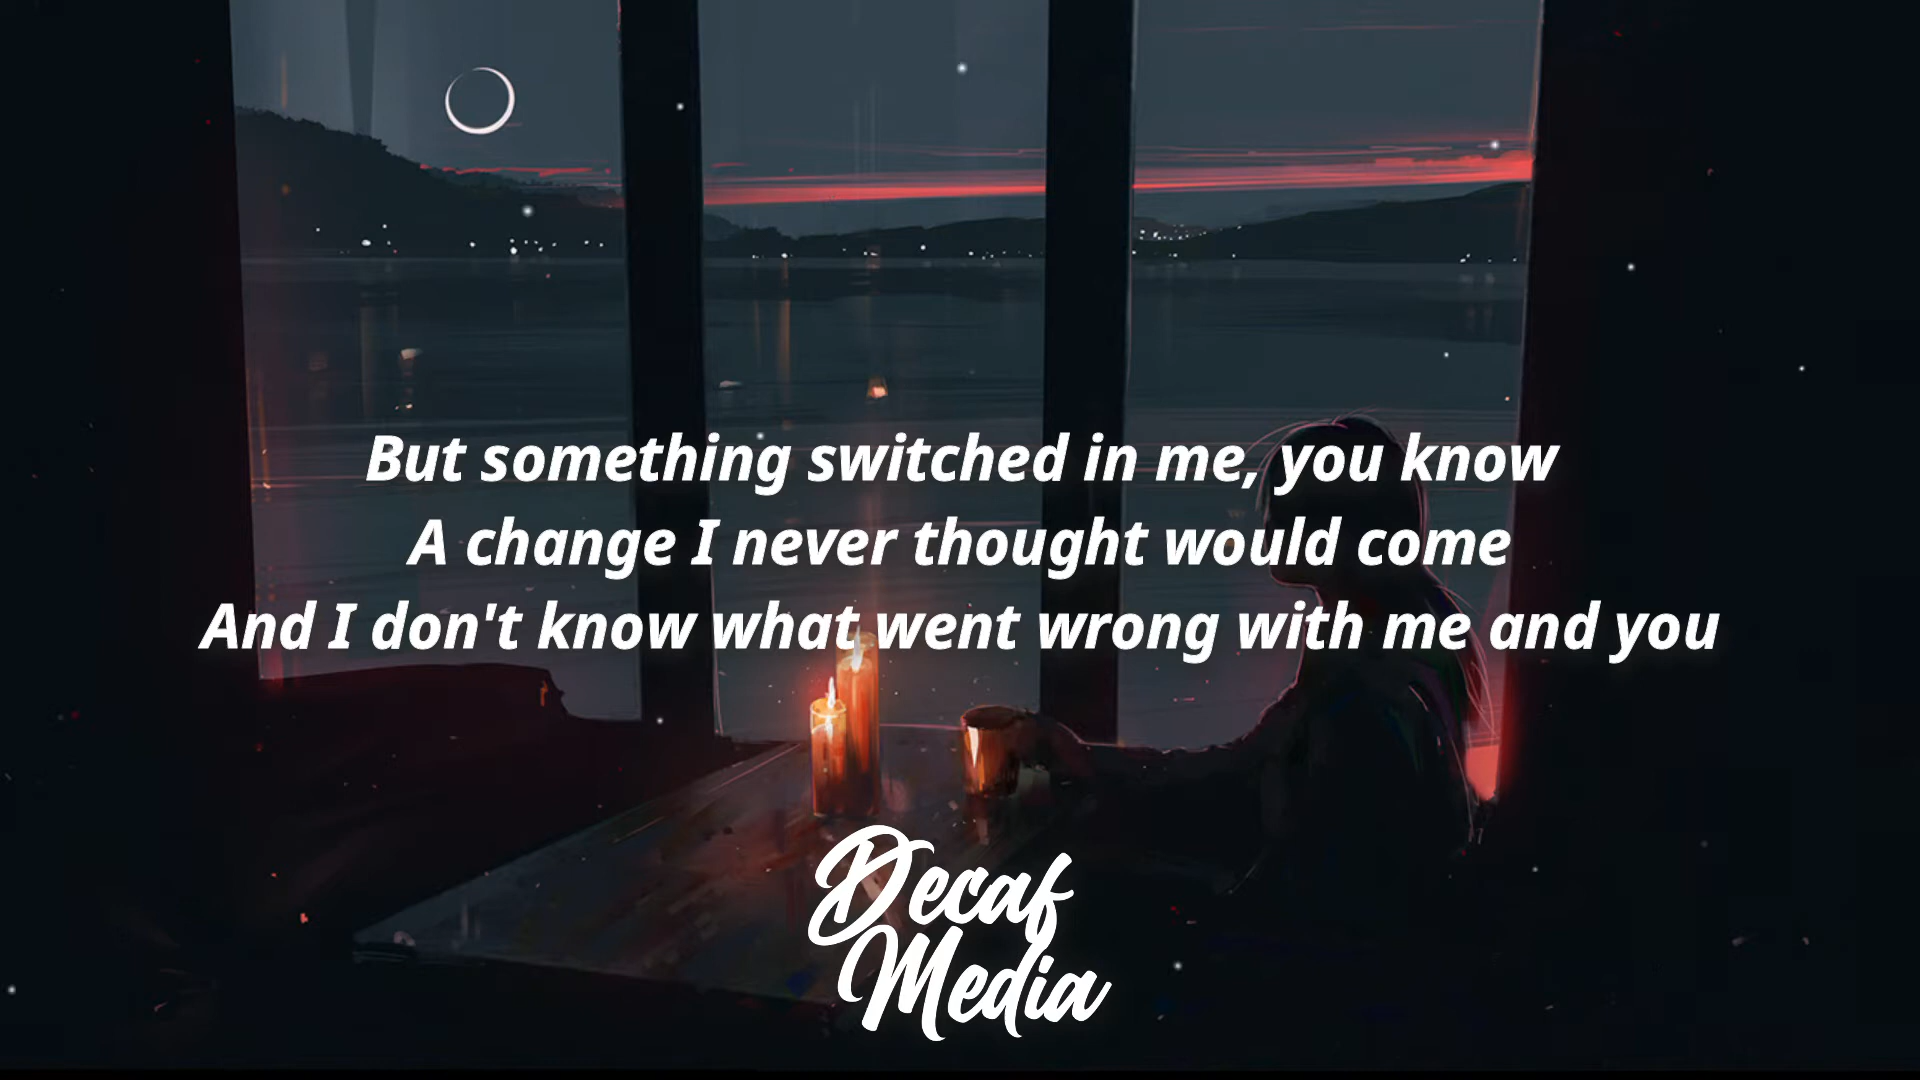 But something switched in me, you know
A change I never thought would come
And I don't know what went wrong with me and you
Decaf
Media